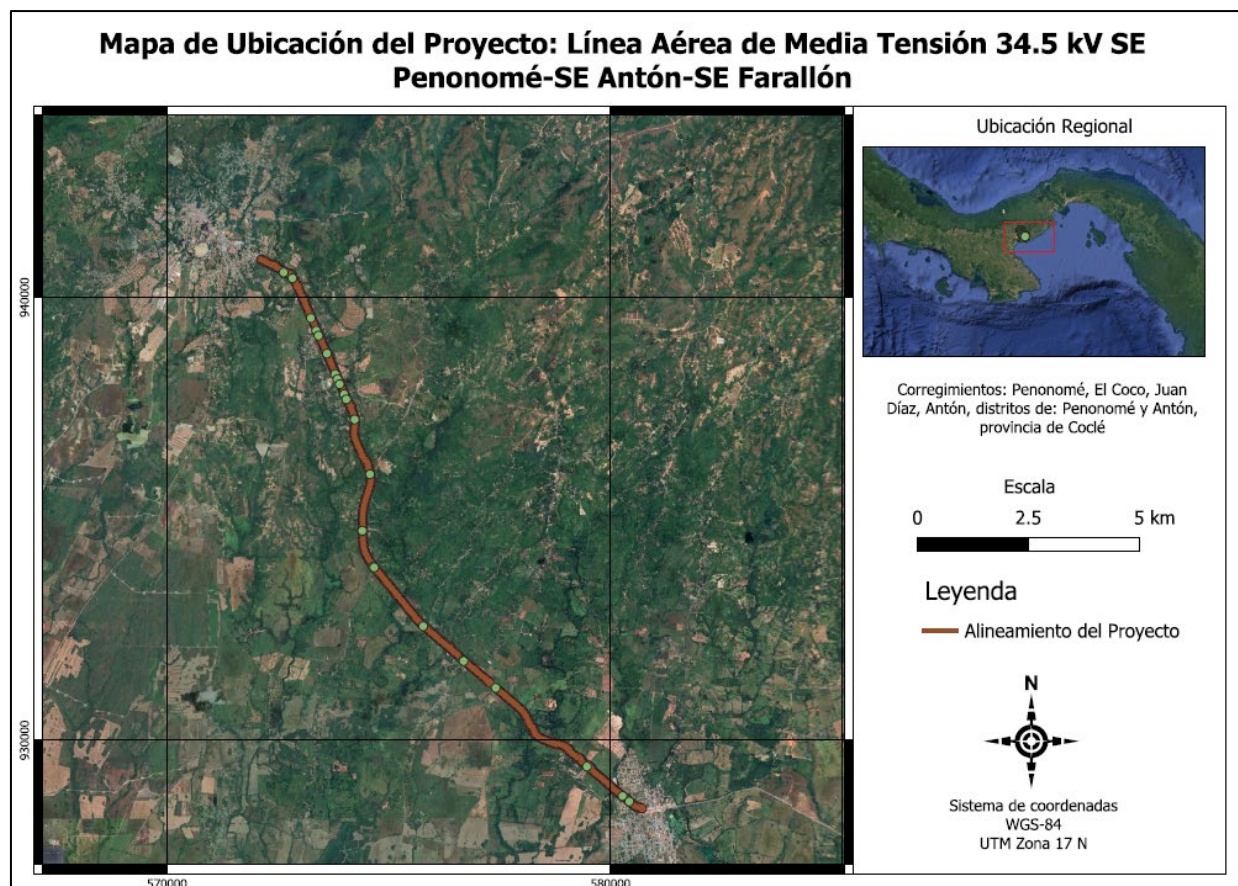 Mapa de Ubicación del Proyecto: Línea Aérea de Media Tensión 34.5 kV SE
Penonomé-SE Antón-SE Farallón
Ubicación Regional
Corregimientos: Penonomé, El Coco, Juan
Díaz, Antón, distritos de: Penonomé y Antón,
provincia de Coclé
Escala
0 2.5 5 km
Leyenda
Alineamiento del Proyecto
N
Sistema de coordenadas
WGS-84
UTM Zona 17 N
940000
930000
570000 580000